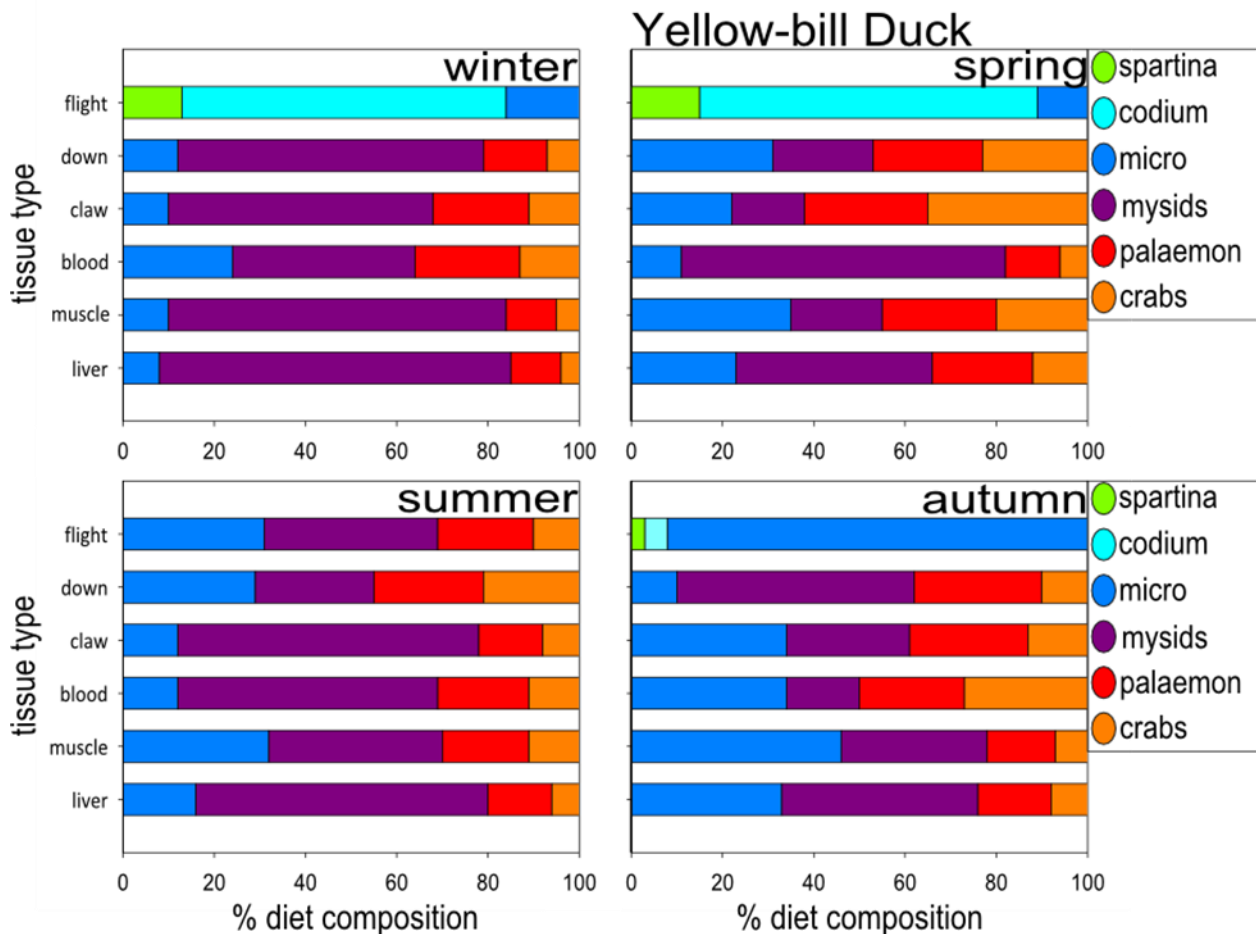 Yellow-bill Duck
winter
spring
flight
down
claw
blood
muscle
liver
tissue type
0 20 40 60 80 100
0 20 40 60 80 100
spartina
codium
micro
mysids
palaemon
crabs
summer
autumn
flight
down
claw
blood
muscle
liver
tissue type
0 20 40 60 80 100
0 20 40 60 80 100
% diet composition
% diet composition
spartina
codium
micro
mysids
palaemon
crabs